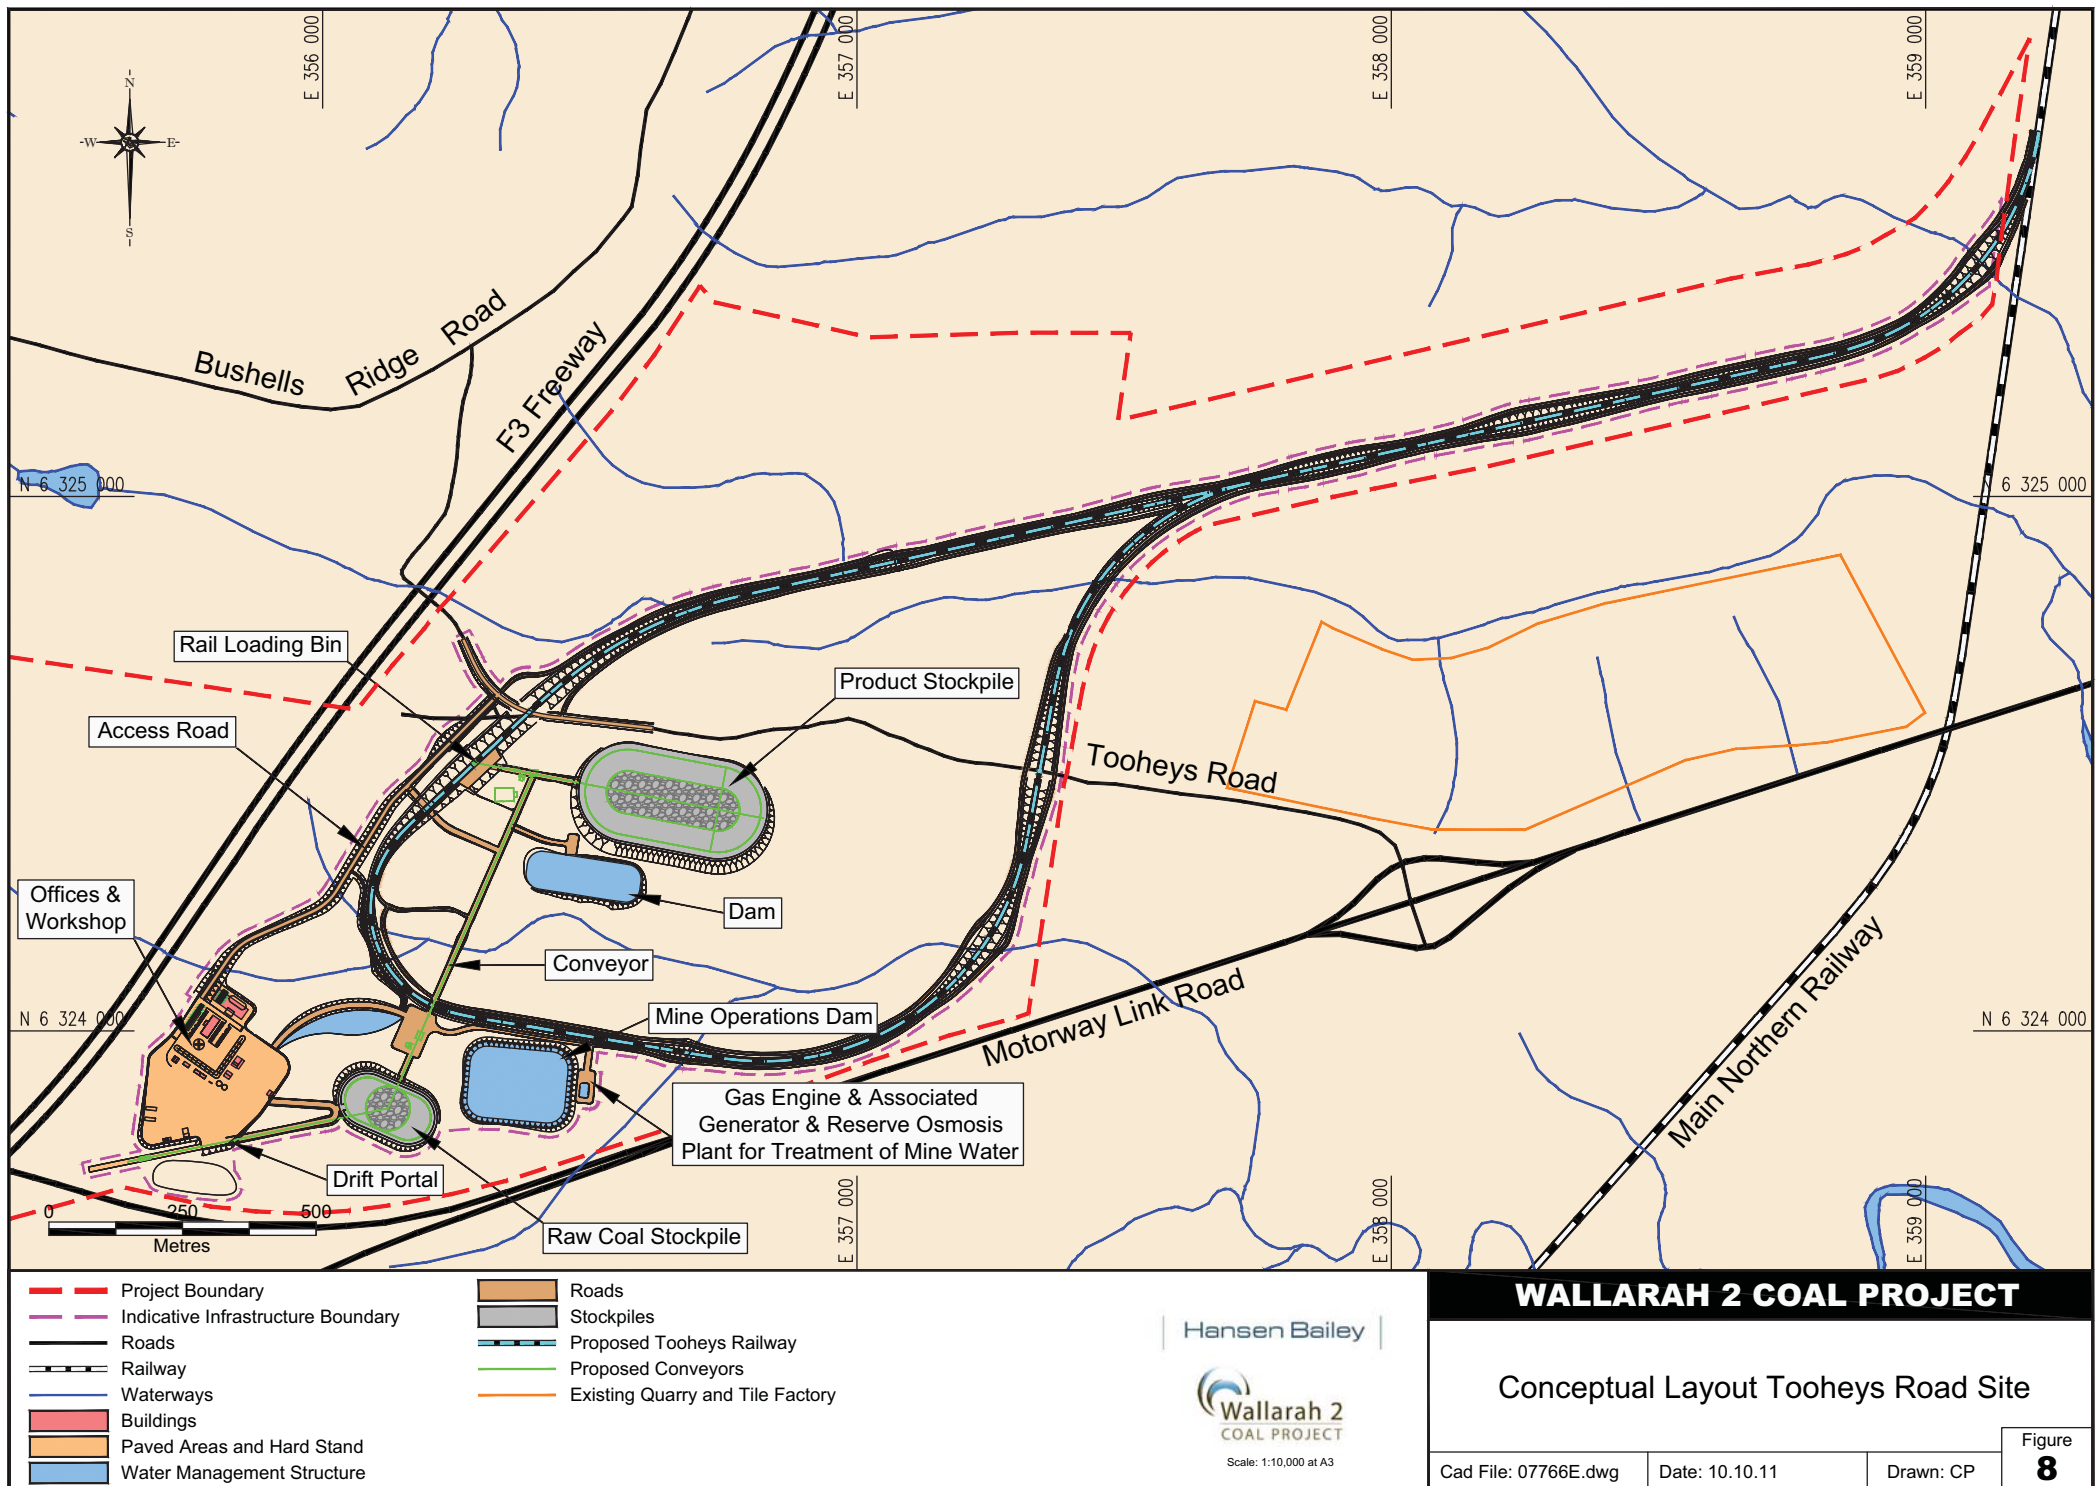 E 356 000
E 357 000
E 358 000
E 359 000
N
-W-
E-
S
Bushells Ridge Road
F3 Freeway
N 6 325 000
6 325 000
Rail Loading Bin
Product Stockpile
Access Road
Tooheys Road
Offices &
Workshop
Dam
Conveyor
Mine Operations Dam
Motorway Link Road
Main Northern Railway
N 6 324 000
N 6 324 000
Gas Engine & Associated
Generator & Reserve Osmosis
Plant for Treatment of Mine Water
Drift Portal
Raw Coal Stockpile
0 250 500
Metres
E 357 000
E 358 000
E 359 000
Project Boundary
Indicative Infrastructure Boundary
Roads
Railway
Waterways
Buildings
Paved Areas and Hard Stand
Water Management Structure
Roads
Stockpiles
Proposed Tooheys Railway
Proposed Conveyors
Existing Quarry and Tile Factory
Hansen Bailey
Wallarah 2
COAL PROJECT
Scale: 1:10,000 at A3
WALLARAH 2 COAL PROJECT
Conceptual Layout Tooheys Road Site
Cad File: 07766E.dwg
Date: 10.10.11
Drawn: CP
Figure
8